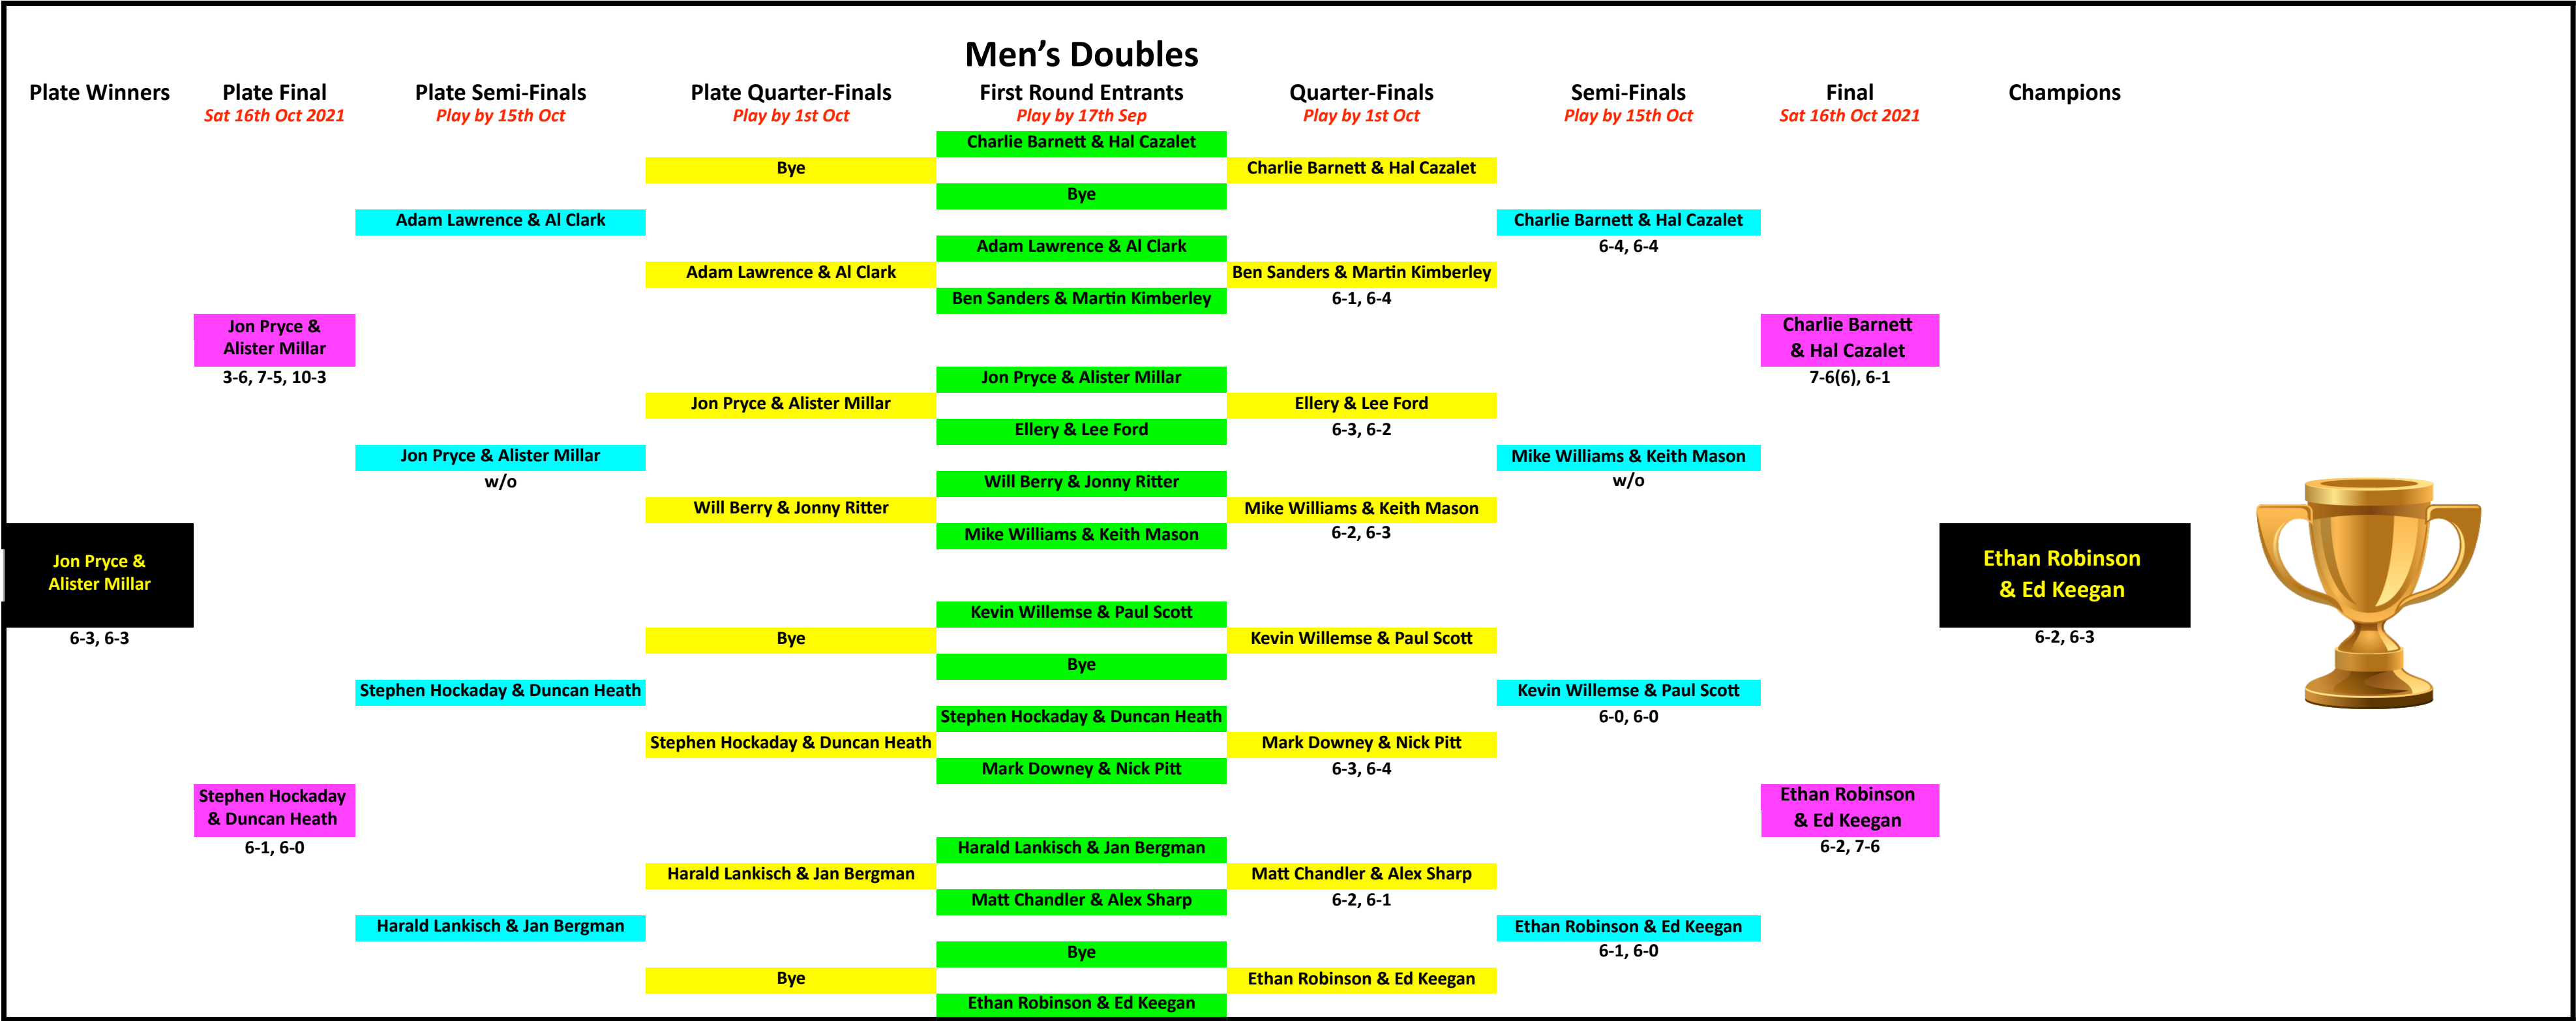 Men’s Doubles
Plate Winners Plate Final Plate Semi-Finals Plate Quarter-Finals First Round Entrants Quarter-Finals Semi-Finals Final Champions
Sat 16th Oct 2021 Play by 15th Oct Play by 1st Oct Play by 17th Sep Play by 1st Oct Play by 15th Oct Sat 16th Oct 2021
Charlie Barnett & Hal Cazalet
Bye Charlie Barnett & Hal Cazalet
Bye
Adam Lawrence & Al Clark Charlie Barnett & Hal Cazalet
Adam Lawrence & Al Clark 6-4, 6-4
Adam Lawrence & Al Clark Ben Sanders & Martin Kimberley
Ben Sanders & Martin Kimberley 6-1, 6-4
Jon Pryce & Charlie Barnett
Alister Millar & Hal Cazalet
3-6, 7-5, 10-3 Jon Pryce & Alister Millar 7-6(6), 6-1
Jon Pryce & Alister Millar Ellery & Lee Ford
Ellery & Lee Ford 6-3, 6-2
Jon Pryce & Alister Millar Mike Williams & Keith Mason
w/o Will Berry & Jonny Ritter w/o
Will Berry & Jonny Ritter Mike Williams & Keith Mason
Mike Williams & Keith Mason 6-2, 6-3
Jon Pryce & Ethan Robinson
Alister Millar & Ed Keegan
Kevin Willemse & Paul Scott
6-3, 6-3 Bye Kevin Willemse & Paul Scott 6-2, 6-3
Bye
Stephen Hockaday & Duncan Heath Kevin Willemse & Paul Scott
Stephen Hockaday & Duncan Heath 6-0, 6-0
Stephen Hockaday & Duncan Heath Mark Downey & Nick Pitt
Mark Downey & Nick Pitt 6-3, 6-4
Stephen Hockaday Ethan Robinson
& Duncan Heath & Ed Keegan
6-1, 6-0 Harald Lankisch & Jan Bergman 6-2, 7-6
Harald Lankisch & Jan Bergman Matt Chandler & Alex Sharp
Matt Chandler & Alex Sharp 6-2, 6-1
Harald Lankisch & Jan Bergman Ethan Robinson & Ed Keegan
Bye 6-1, 6-0
Bye Ethan Robinson & Ed Keegan
Ethan Robinson & Ed Keegan